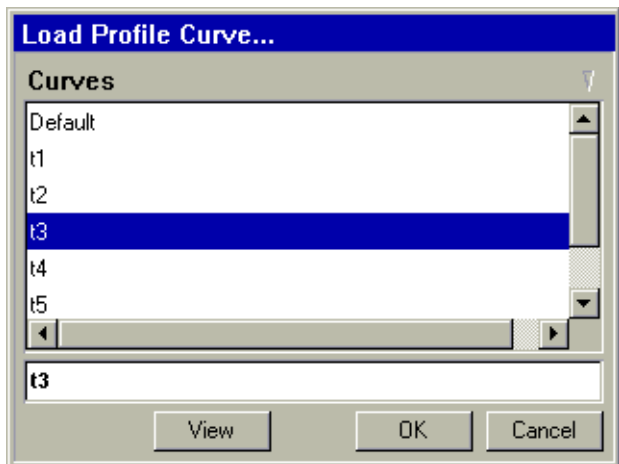 Load Profile Curve...
Curves
Default
t1
t2
t3
t4
t5
t3
View OK Cancel